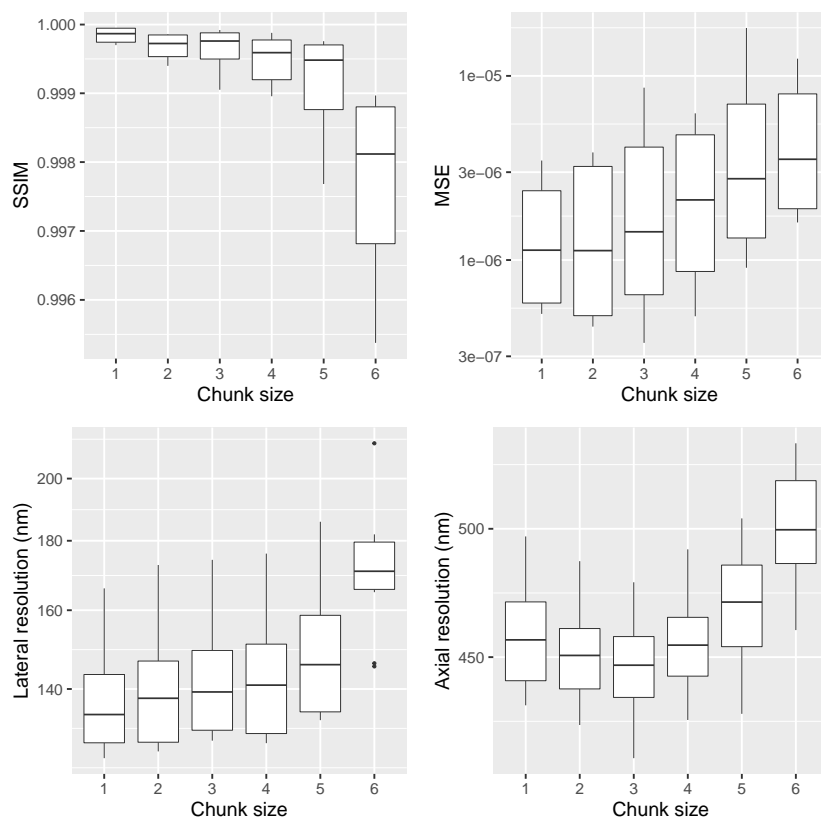 SSIM
1.000
0.999
0.998
0.997
0.996
1 2 3 4 5 6
Chunk size
MSE
1e−05
3e−06
1e−06
3e−07
1 2 3 4 5 6
Chunk size
Lateral resolution (nm)
200
180
160
140
1 2 3 4 5 6
Chunk size
Axial resolution (nm)
500
450
1 2 3 4 5 6
Chunk size